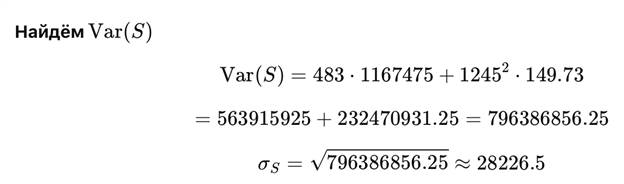 Найдём Var(S)
Var(S) = 483 · 1167475 + 1245² · 149.73
= 563915925 + 232470931.25 = 796386856.25
σ_S = √796386856.25 ≈ 28226.5